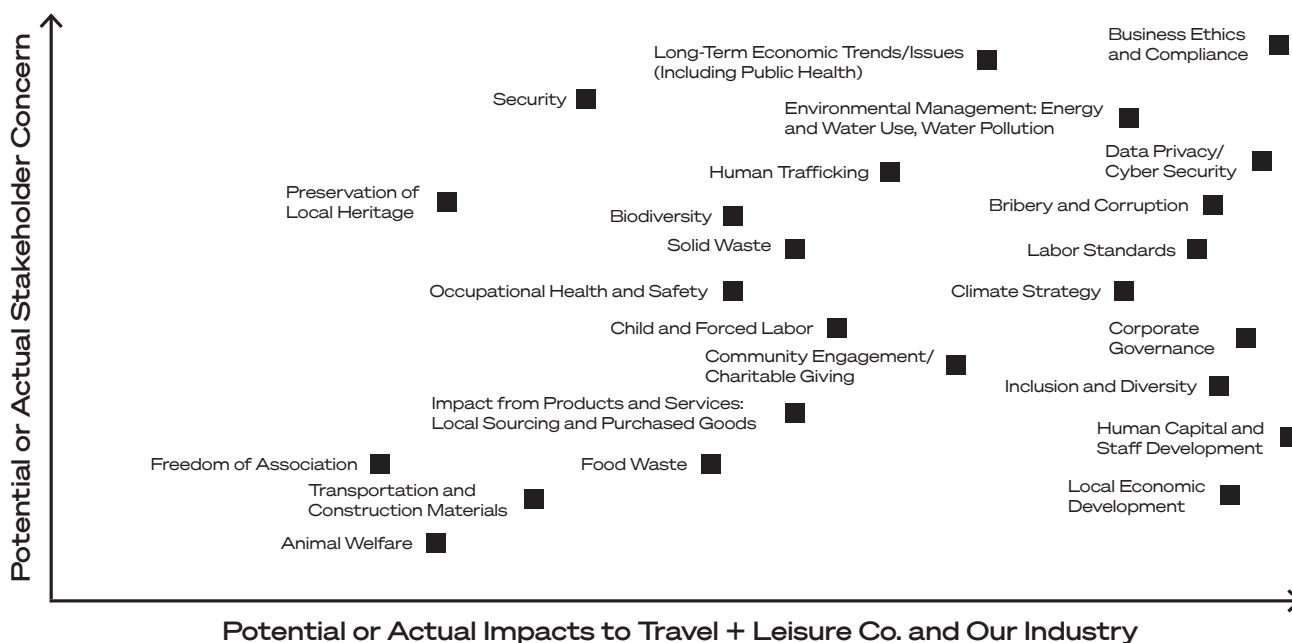 Potential or Actual Stakeholder Concern
Business Ethics
and Compliance
Long-Term Economic Trends/Issues
(Including Public Health)
Security
Environmental Management: Energy
and Water Use, Water Pollution
Data Privacy/
Cyber Security
Human Trafficking
Preservation of
Local Heritage
Bribery and Corruption
Biodiversity
Solid Waste
Labor Standards
Occupational Health and Safety
Climate Strategy
Child and Forced Labor
Corporate
Governance
Community Engagement/
Charitable Giving
Inclusion and Diversity
Impact from Products and Services:
Local Sourcing and Purchased Goods
Human Capital and
Staff Development
Freedom of Association
Food Waste
Transportation and
Construction Materials
Local Economic
Development
Animal Welfare
Potential or Actual Impacts to Travel + Leisure Co. and Our Industry